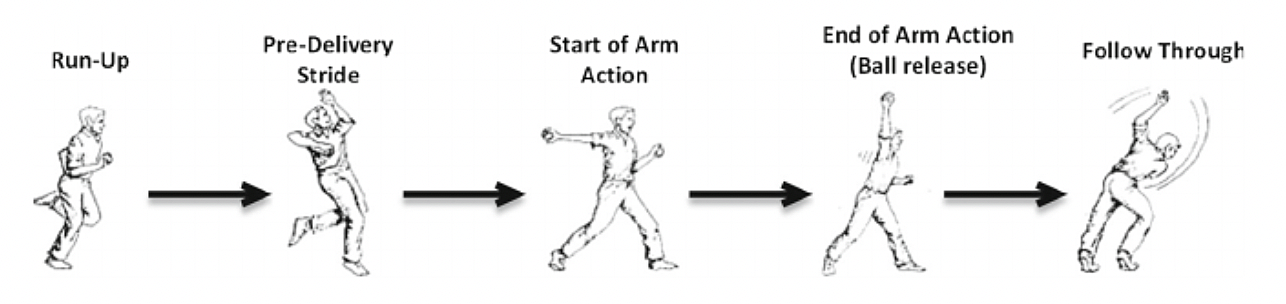 Run-Up
Pre-Delivery
Stride
Start of Arm
Action
End of Arm Action
(Ball release)
Follow Through